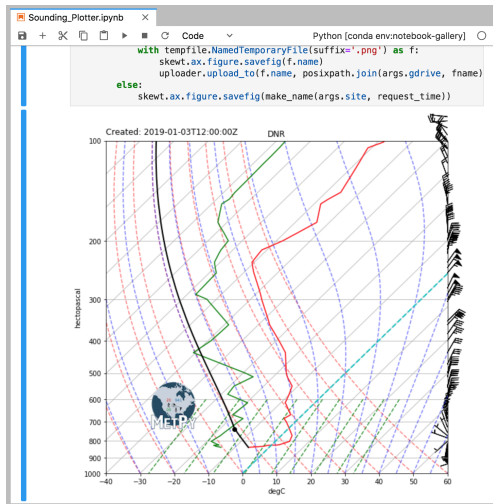 Sounding_Plotter.ipynb
Code
Python [conda env:notebook-gallery]
with tempfile.NamedTemporaryFile(suffix='.png') as f:
skewt.ax.figure.savefig(f.name)
uploader.upload_to(f.name, posixpath.join(args.gdrive, fname)
else:
skewt.ax.figure.savefig(make_name(args.site, request_time))
Created: 2019-01-03T12:00:00Z DNR
100
200
300
400
500
600
700
800
900
1000
hectopascal
METPY
−40 −30 −20 −10 0 10 20 30 40 50 60
degC